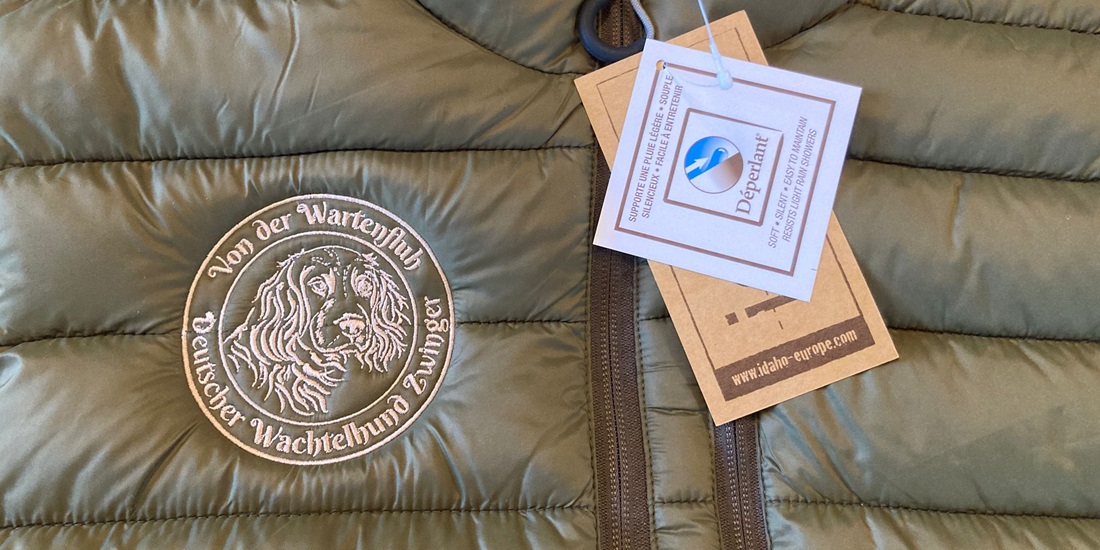 Von der Wartenfluh
Deutscher Wachtelhund Zwinger
SUPPORTE UNE PLUIE LÉGÈRE • SOUPLE
SILENCIEUX • FACILE À ENTRETENIR
Déperlant®
SOFT • SILENT • EASY TO MAINTAIN
RESISTS LIGHT RAIN SHOWERS
www.idaho-europe.com